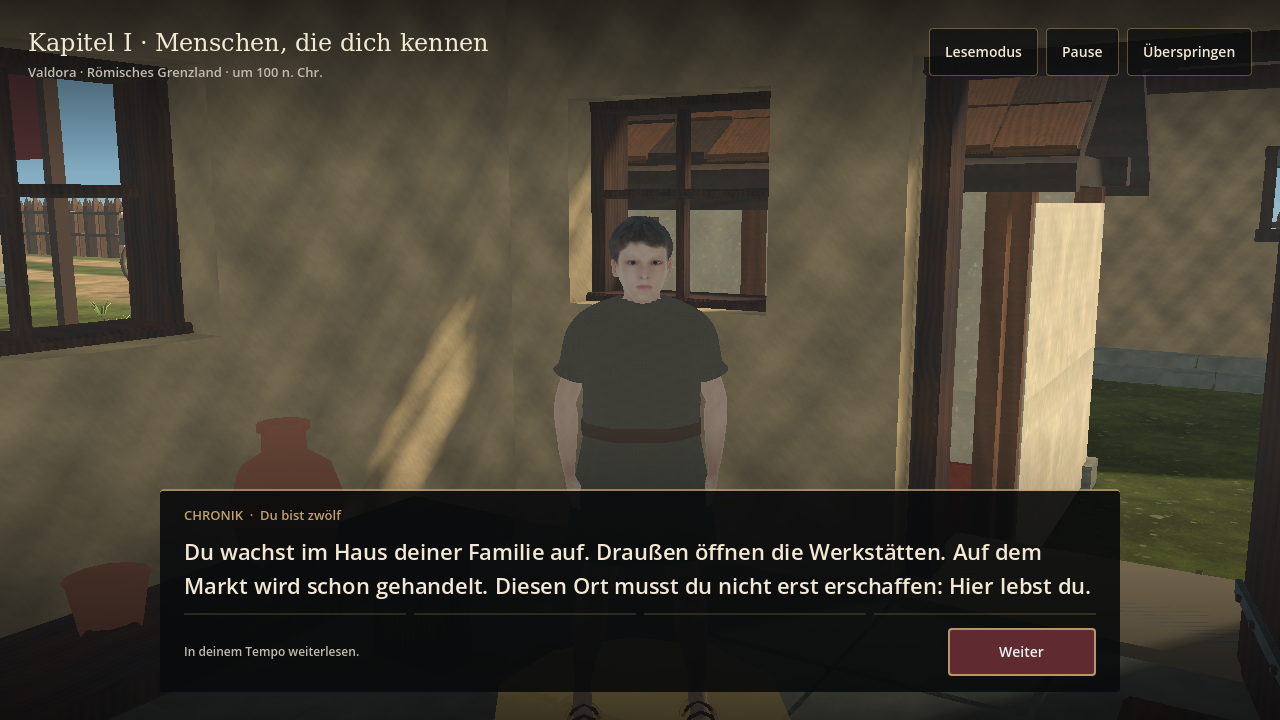 Kapitel I · Menschen, die dich kennen
Valdora · Römisches Grenzland · um 100 n. Chr.
Lesemodus
Pause
Überspringen
CHRONIK · Du bist zwölf
Du wachst im Haus deiner Familie auf. Draußen öffnen die Werkstätten. Auf dem
Markt wird schon gehandelt. Diesen Ort musst du nicht erst erschaffen: Hier lebst du.
In deinem Tempo weiterlesen.
Weiter